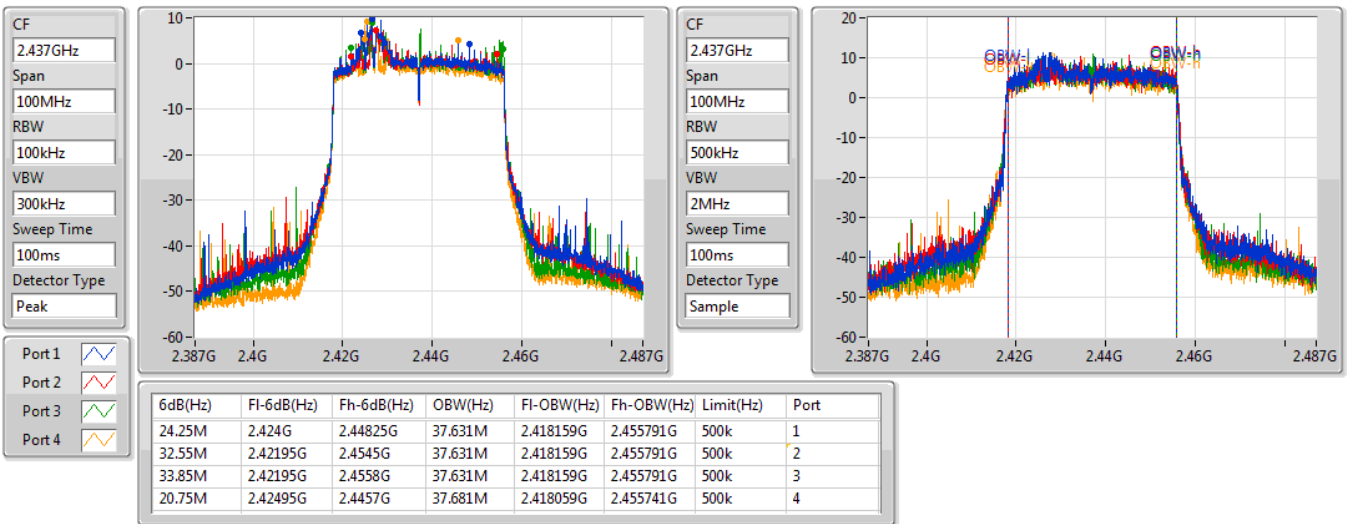 CF
2.437GHz
Span
100MHz
RBW
100kHz
VBW
300kHz
Sweep Time
100ms
Detector Type
Peak
10
0
-10
-20
-30
-40
-50
-60
2.387G 2.4G 2.42G 2.44G 2.46G 2.487G
CF
2.437GHz
Span
100MHz
RBW
500kHz
VBW
2MHz
Sweep Time
100ms
Detector Type
Sample
20
10
0
-10
-20
-30
-40
-50
-60
OBW-l OBW-h
2.387G 2.4G 2.42G 2.44G 2.46G 2.487G
Port 1
Port 2
Port 3
Port 4
6dB(Hz) Fl-6dB(Hz) Fh-6dB(Hz) OBW(Hz) Fl-OBW(Hz) Fh-OBW(Hz) Limit(Hz) Port
24.25M 2.424G 2.44825G 37.631M 2.418159G 2.455791G 500k 1
32.55M 2.42195G 2.4545G 37.631M 2.418159G 2.455791G 500k 2
33.85M 2.42195G 2.4558G 37.631M 2.418159G 2.455791G 500k 3
20.75M 2.42495G 2.4457G 37.681M 2.418059G 2.455741G 500k 4